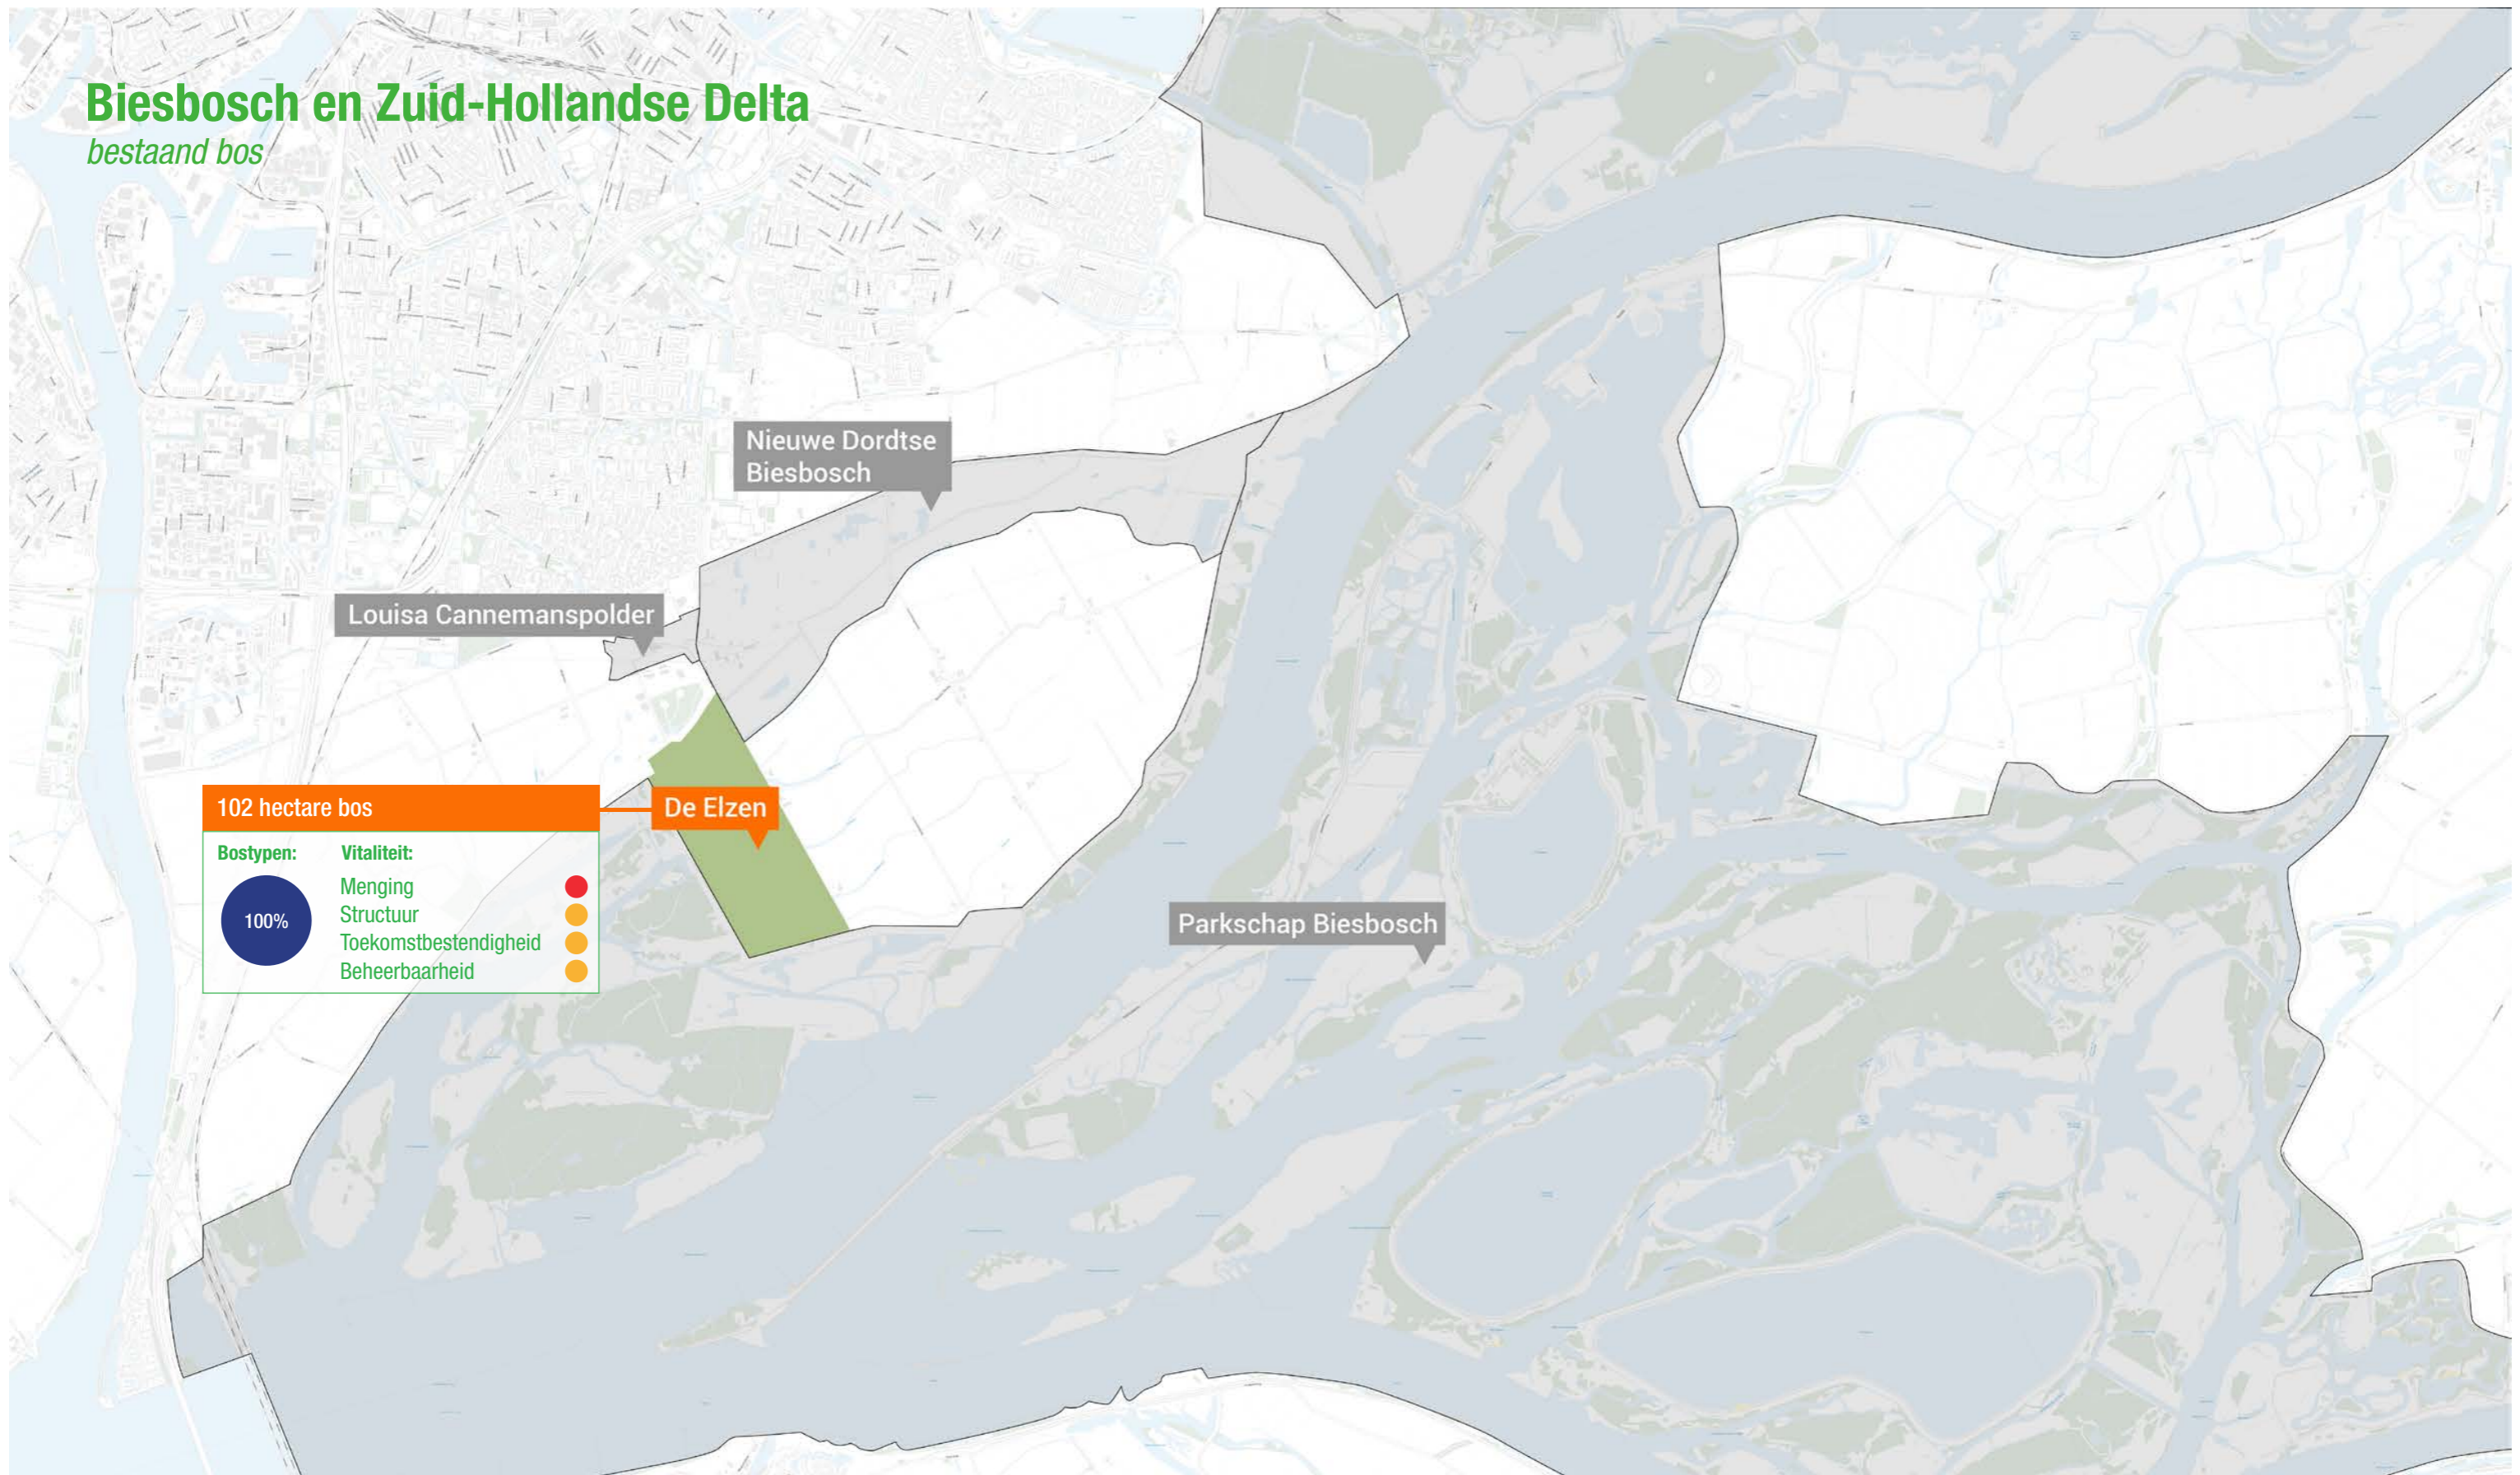 Biesbosch en Zuid-Hollandse Delta
bestaand bos
Nieuwe Dordtse
Biesbosch
Louisa Cannemanspolder
102 hectare bos
De Elzen
Bostypen:
Vitaliteit:
100%
Menging
Structuur
Toekomstbestendigheid
Beheerbaarheid
Parkschap Biesbosch